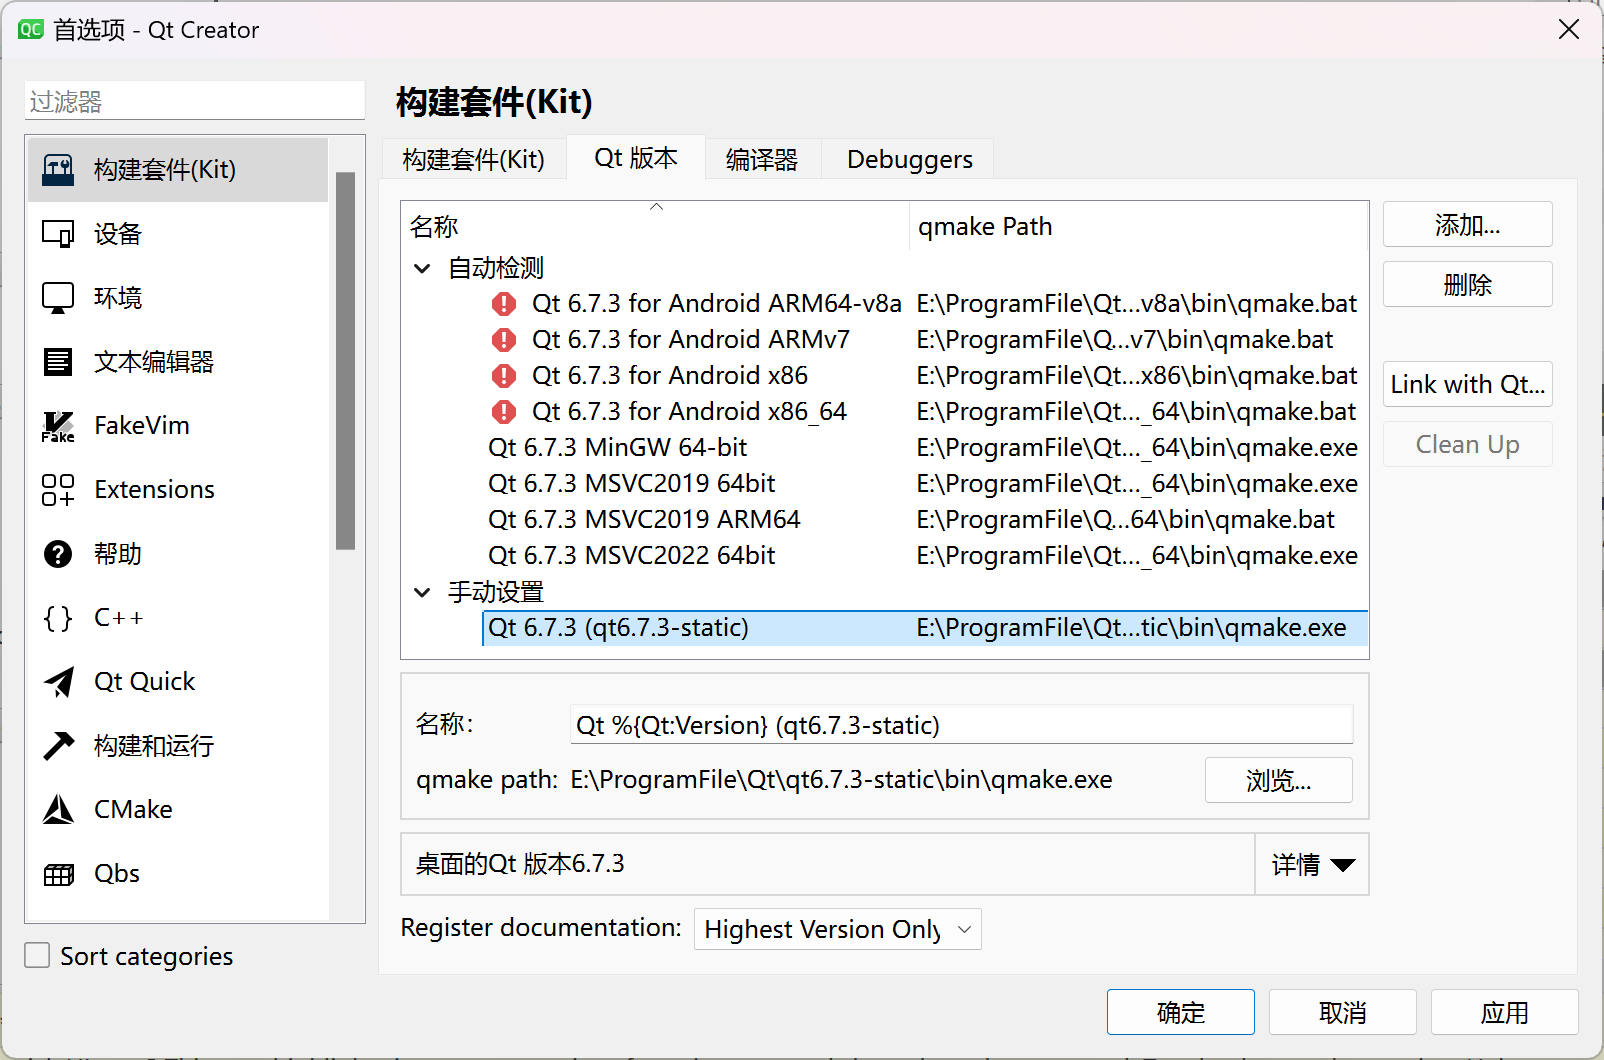 首选项 - Qt Creator
过滤器
构建套件(Kit)
设备
环境
文本编辑器
FakeVim
Extensions
帮助
C++
Qt Quick
构建和运行
CMake
Qbs
Sort categories
构建套件(Kit)
构建套件(Kit) Qt 版本 编译器 Debuggers
名称 qmake Path
自动检测
Qt 6.7.3 for Android ARM64-v8a E:\ProgramFile\Qt...v8a\bin\qmake.bat
Qt 6.7.3 for Android ARMv7 E:\ProgramFile\Q...v7\bin\qmake.bat
Qt 6.7.3 for Android x86 E:\ProgramFile\Qt...x86\bin\qmake.bat
Qt 6.7.3 for Android x86_64 E:\ProgramFile\Qt..._64\bin\qmake.bat
Qt 6.7.3 MinGW 64-bit E:\ProgramFile\Qt..._64\bin\qmake.exe
Qt 6.7.3 MSVC2019 64bit E:\ProgramFile\Qt..._64\bin\qmake.exe
Qt 6.7.3 MSVC2019 ARM64 E:\ProgramFile\Q...64\bin\qmake.bat
Qt 6.7.3 MSVC2022 64bit E:\ProgramFile\Qt..._64\bin\qmake.exe
手动设置
Qt 6.7.3 (qt6.7.3-static) E:\ProgramFile\Qt...tic\bin\qmake.exe
添加...
删除
Link with Qt...
Clean Up
名称: Qt %{Qt:Version} (qt6.7.3-static)
qmake path: E:\ProgramFile\Qt\qt6.7.3-static\bin\qmake.exe 浏览...
桌面的Qt 版本6.7.3 详情
Register documentation: Highest Version Only
确定 取消 应用